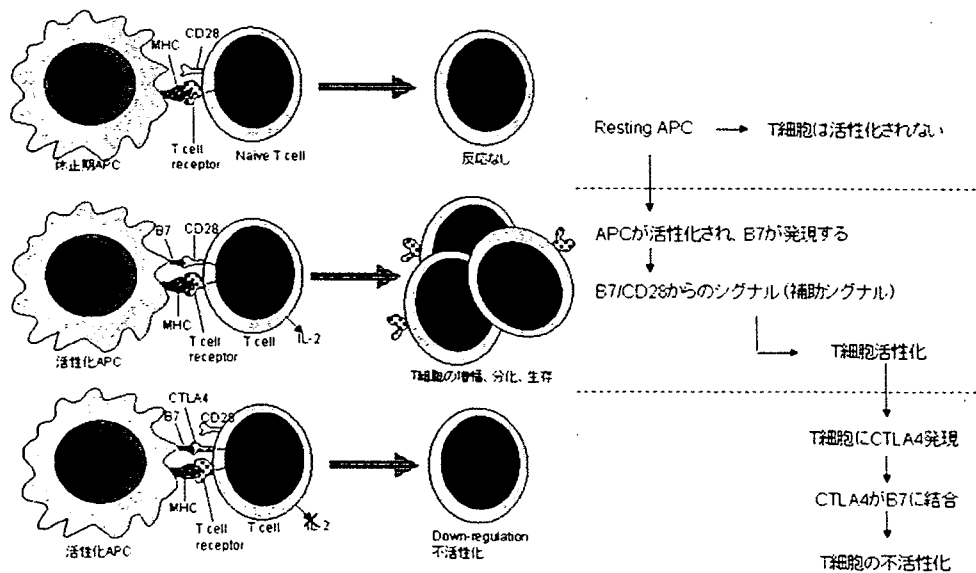 MHC
CD28
T cell
receptor
Naive T cell
休止期APC
反応なし
Resting APC → T細胞は活性化されない
B7
CD28
MHC
T cell
receptor
T cell
IL-2
活性化APC
T細胞の増幅、分化、生存
APCが活性化され、B7が発現する
B7/CD28からのシグナル(補助シグナル)
T細胞活性化
CTLA4
B7
CD28
MHC
T cell
receptor
T cell
IL-2
活性化APC
Down-regulation
不活性化
T細胞にCTLA4発現
CTLA4がB7に結合
T細胞の不活性化